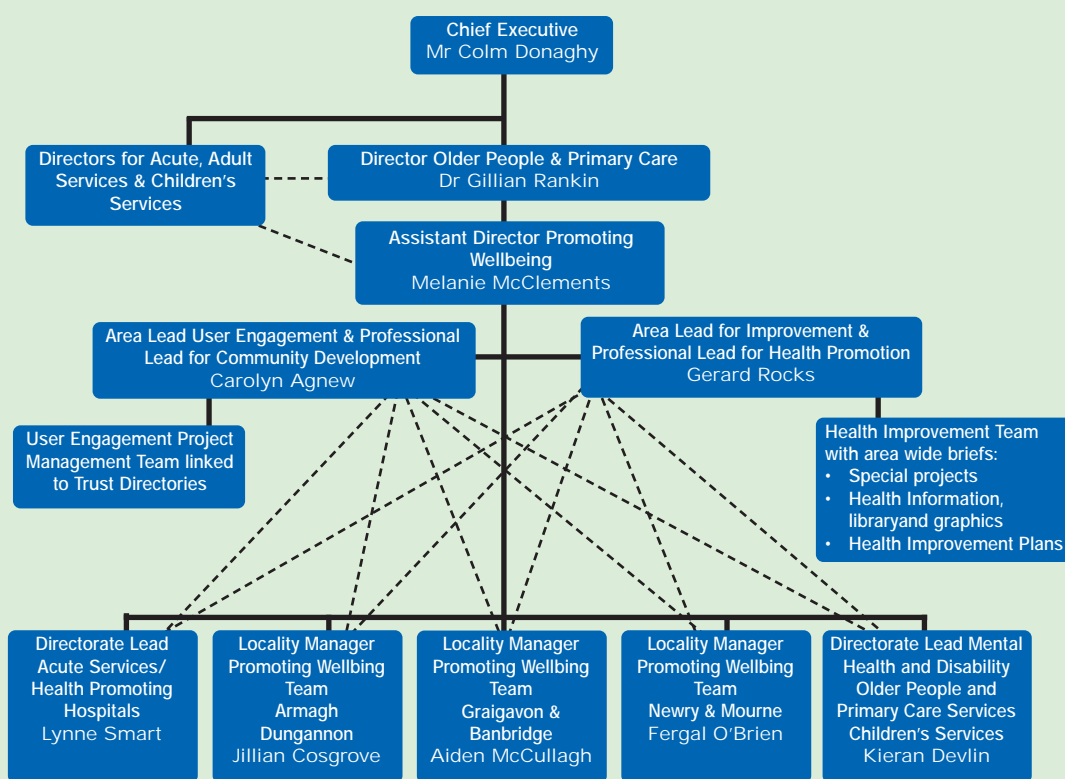 Chief Executive
Mr Colm Donaghy
Directors for Acute, Adult
Services & Children's
Services
Director Older People & Primary Care
Dr Gillian Rankin
Assistant Director Promoting
Wellbeing
Melanie McClements
Area Lead User Engagement & Professional
Lead for Community Development
Carolyn Agnew
Area Lead for Improvement &
Professional Lead for Health Promotion
Gerard Rocks
User Engagement Project
Management Team linked
to Trust Directories
Health Improvement Team
with area wide briefs:
• Special projects
• Health Information,
libraryand graphics
• Health Improvement Plans
Directorate Lead
Acute Services/
Health Promoting
Hospitals
Lynne Smart
Locality Manager
Promoting Wellbing
Team
Armagh
Dungannon
Jillian Cosgrove
Locality Manager
Promoting Wellbing
Team
Graigavon &
Banbridge
Aiden McCullagh
Locality Manager
Promoting Wellbing
Team
Newry & Mourne
Fergal O'Brien
Directorate Lead Mental
Health and Disability
Older People and
Primary Care Services
Children's Services
Kieran Devlin